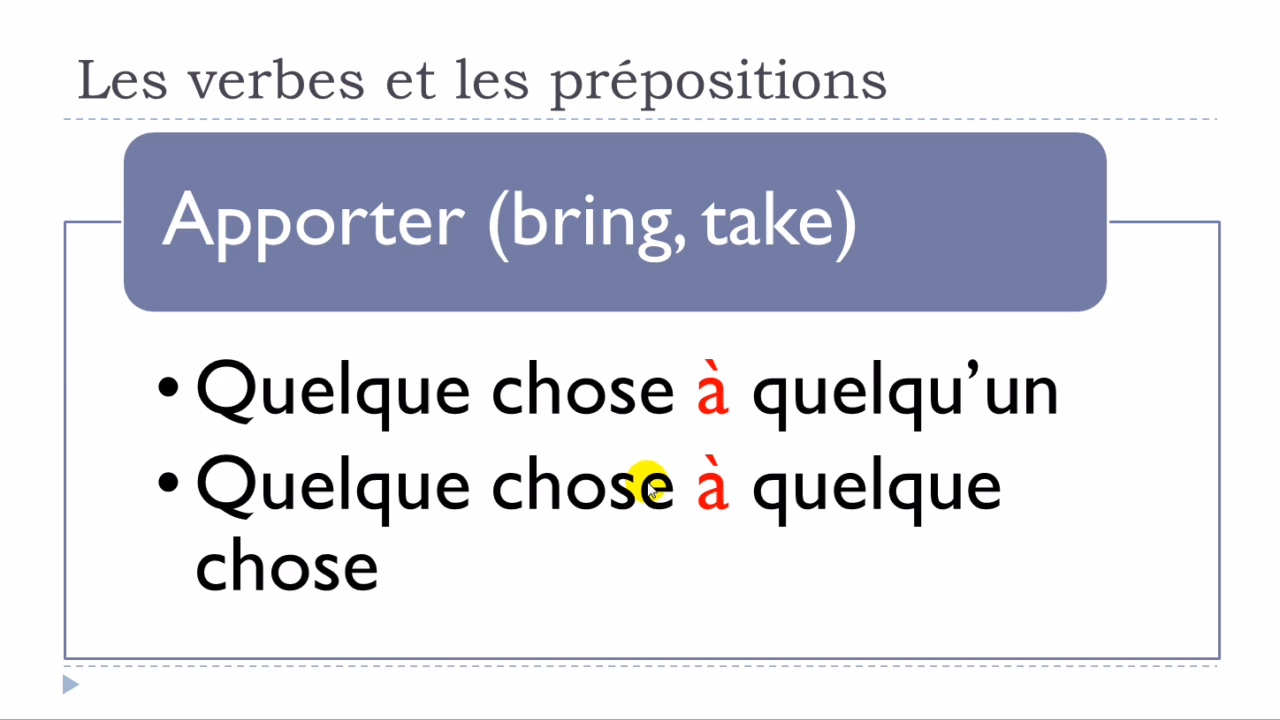 Les verbes et les prépositions
Apporter (bring, take)
• Quelque chose à quelqu’un
• Quelque chose à quelque
chose